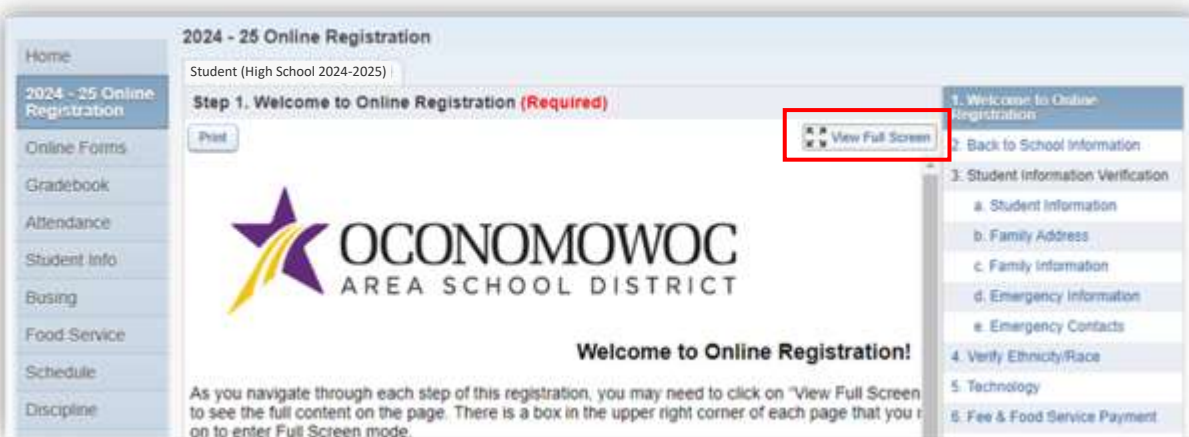 2024 - 25 Online Registration
Home
2024 - 25 Online
Registration
Online Forms
Gradebook
Attendance
Student Info
Busing
Food Service
Schedule
Discipline
Student (High School 2024-2025)
Step 1. Welcome to Online Registration (Required)
Print
View Full Screen
OCONOMOWOC
AREA SCHOOL DISTRICT
Welcome to Online Registration!
As you navigate through each step of this registration, you may need to click on "View Full Screen
to see the full content on the page. There is a box in the upper right corner of each page that you
on to enter Full Screen mode.
1. Welcome to Online
Registration
2. Back to School Information
3. Student Information Verification
a. Student Information
b. Family Address
c. Family Information
d. Emergency Information
e. Emergency Contacts
4. Verify Ethnicity/Race
5. Technology
6. Fee & Food Service Payment